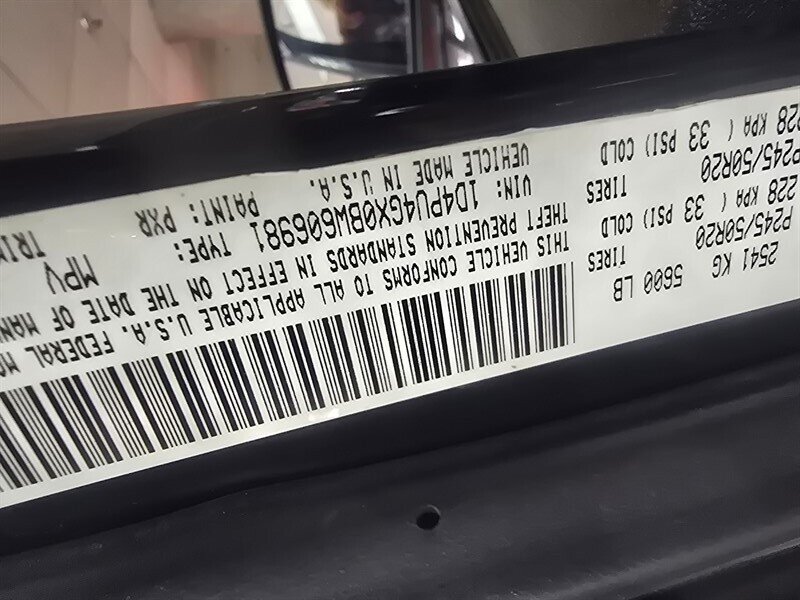 2541 KG 5600 LB
P245/50R20 TIRES
228 KPA ( 33 PSI) COLD
P245/50R20 TIRES
228 KPA ( 33 PSI) COLD
THIS VEHICLE CONFORMS TO ALL APPLICABLE U.S.A. FEDERAL
THEFT PREVENTION STANDARDS IN EFFECT ON THE DATE OF
VIN: 1D4PU4GX0BW606981 TYPE: MPV
VEHICLE MADE IN U.S.A. PAINT: PXR